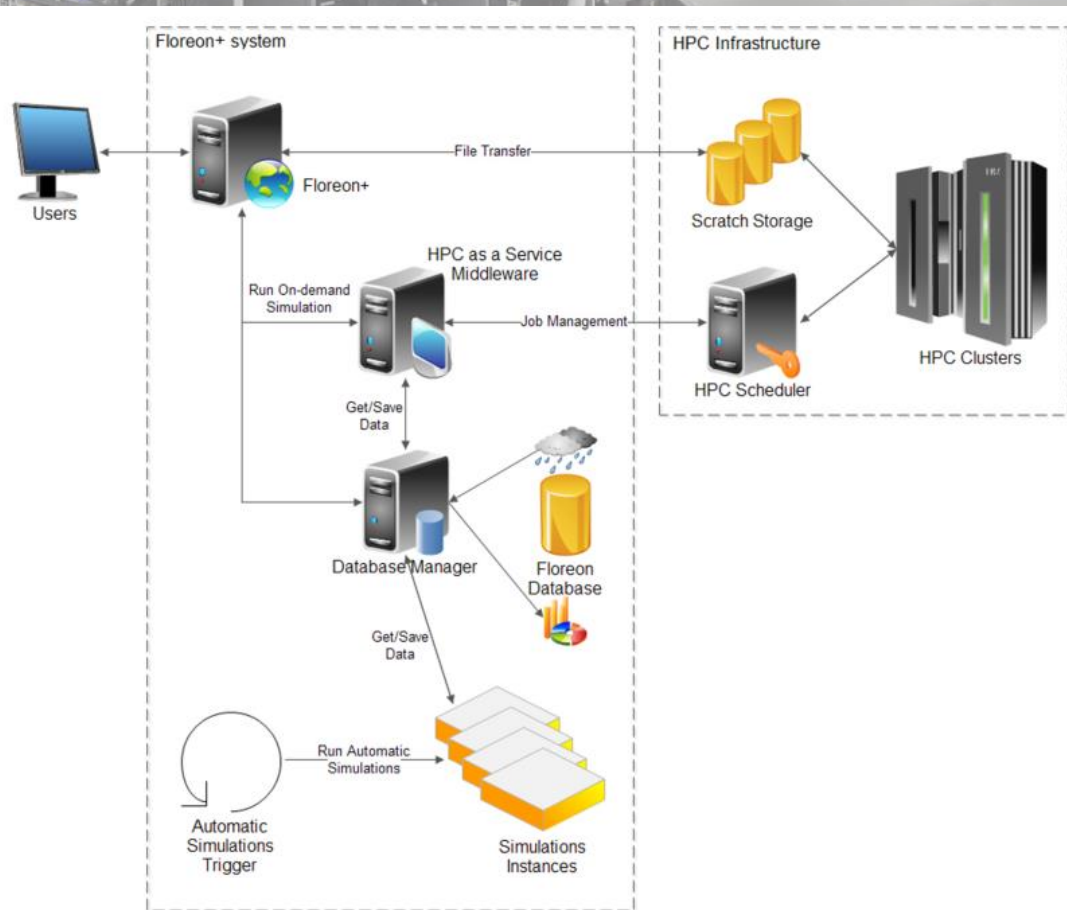 Floreon+ system
HPC Infrastructure
File Transfer
Floreon+
Users
Scratch Storage
HPC as a Service
Middleware
Run On-demand
Simulation
Job Management
HPC Scheduler
HPC Clusters
Get/Save
Data
Database Manager
Floreon
Database
Get/Save
Data
Run Automatic
Simulations
Automatic
Simulations
Trigger
Simulations
Instances